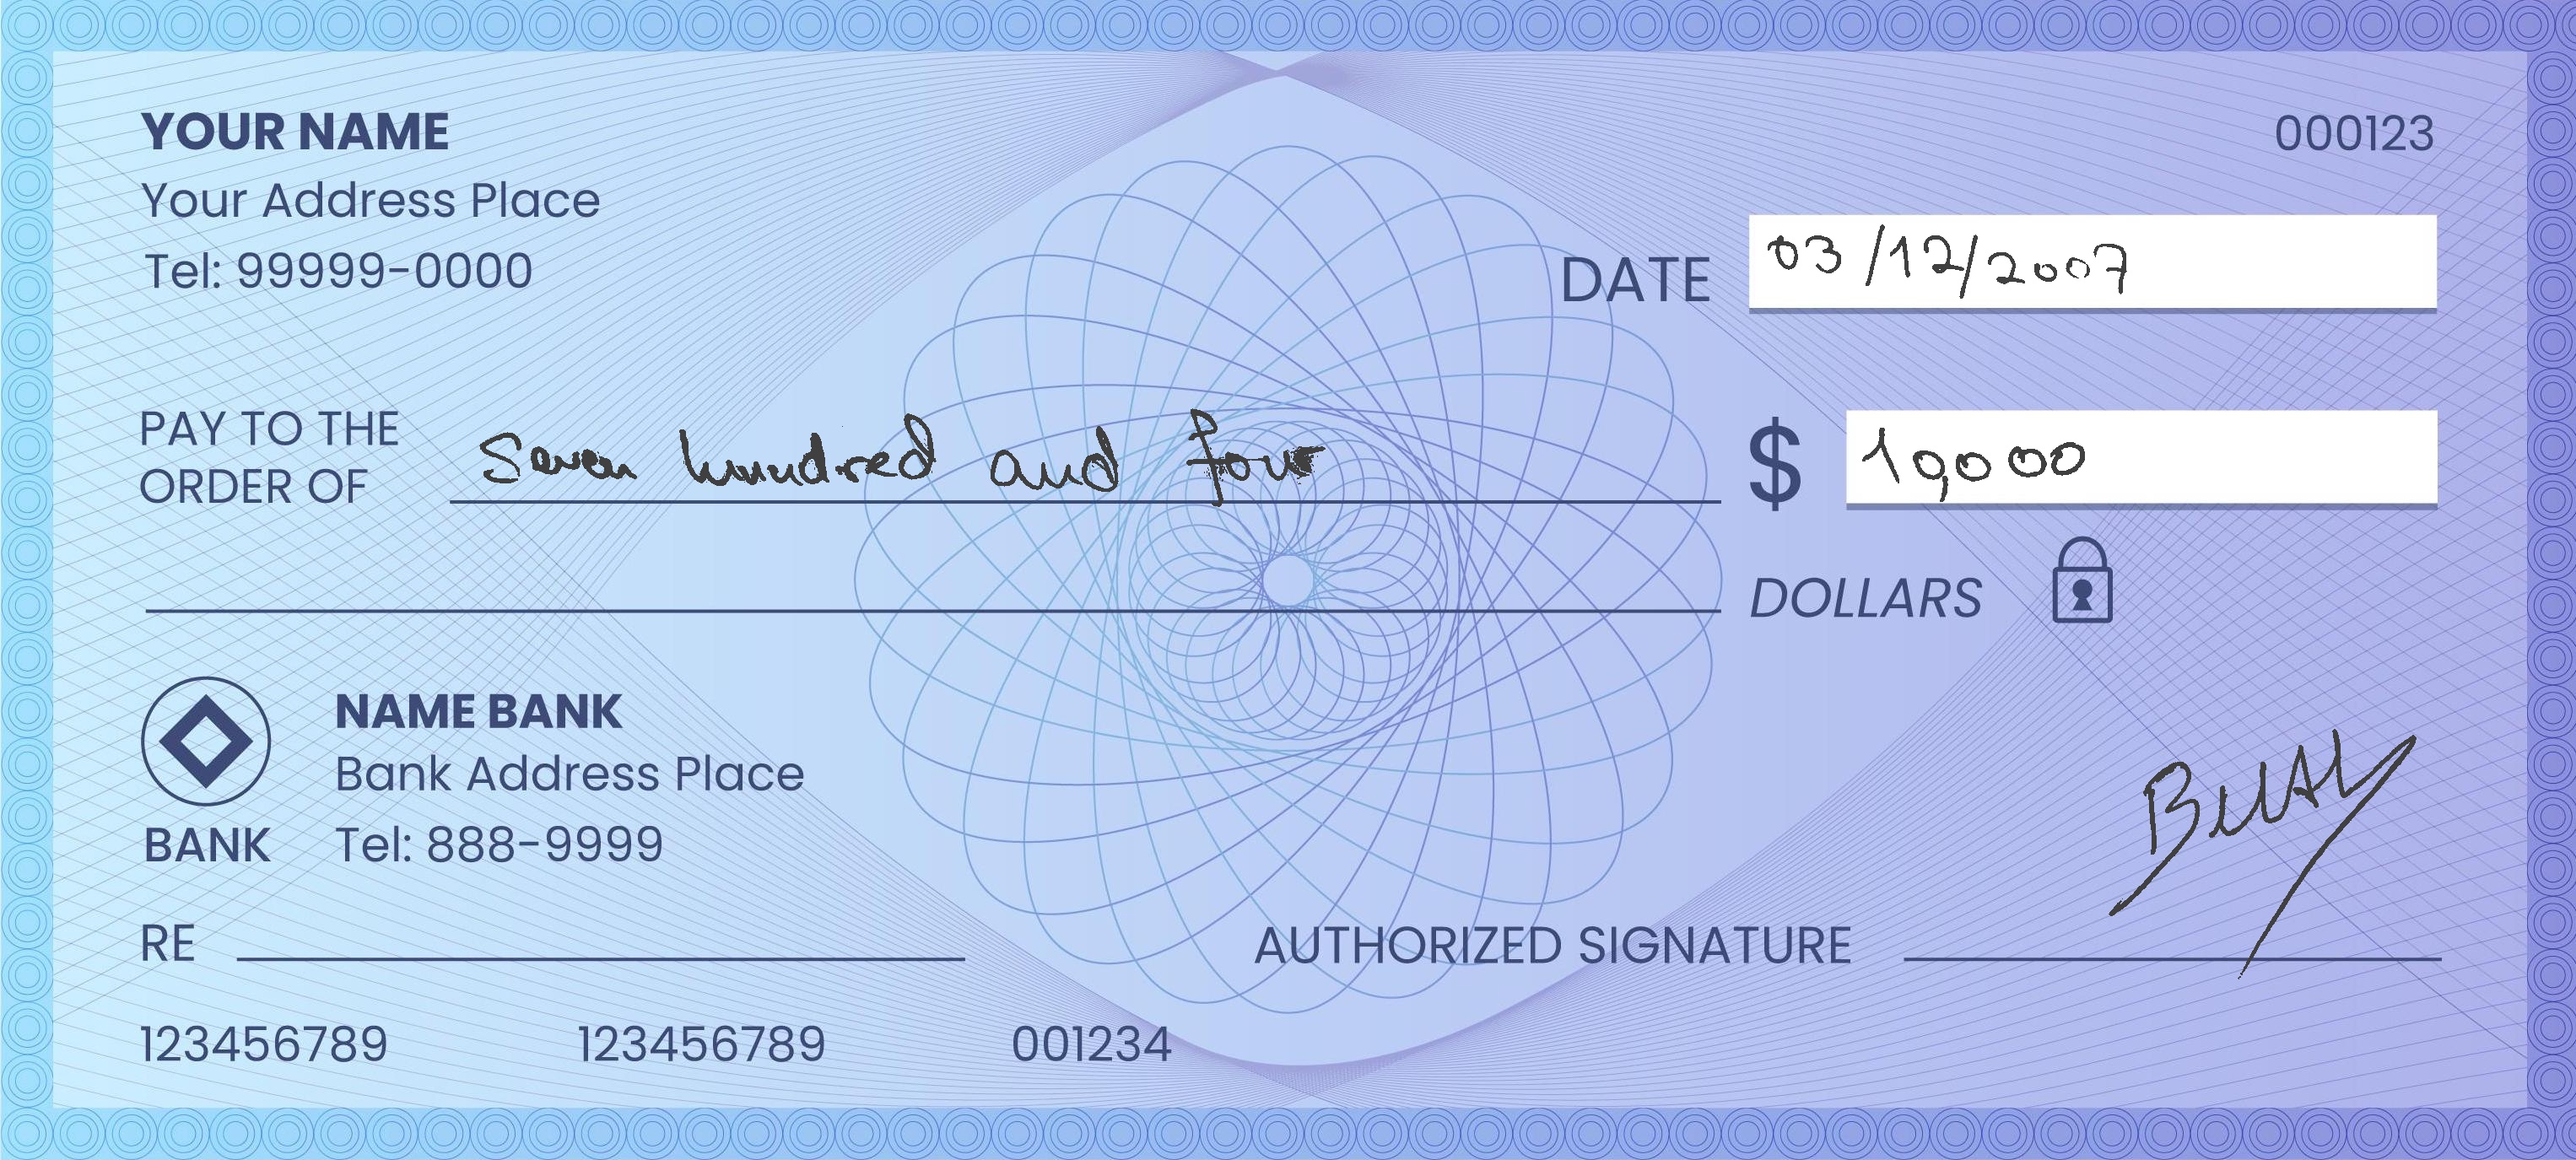 YOUR NAME
000123
Your Address Place
Tel: 99999-0000
DATE 03/12/2007
PAY TO THE
ORDER OF Seven hundred and four $ 10,000
DOLLARS
NAME BANK
Bank Address Place
BANK Tel: 888-9999
RE AUTHORIZED SIGNATURE
123456789 123456789 001234